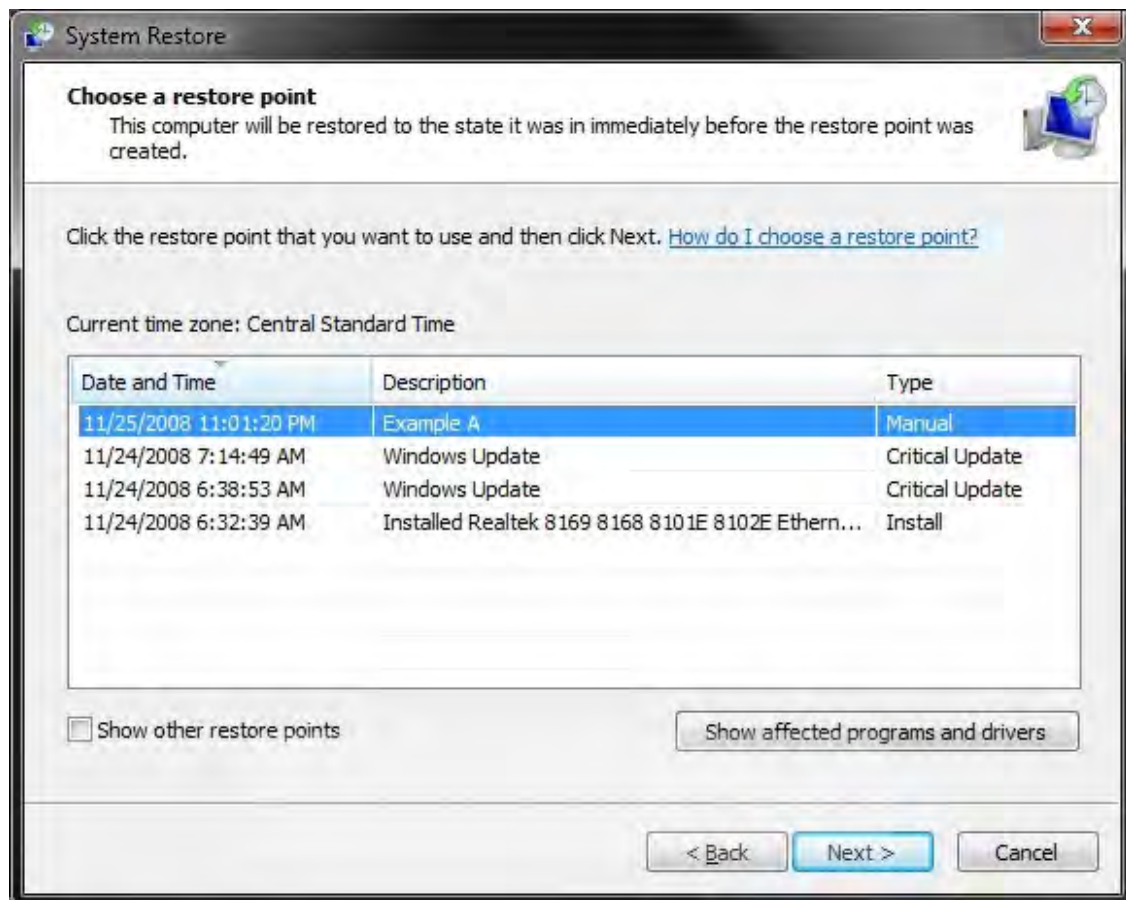 System Restore
Choose a restore point
This computer will be restored to the state it was in immediately before the restore point was
created.
Click the restore point that you want to use and then click Next. How do I choose a restore point?
Current time zone: Central Standard Time
Date and Time Description Type
11/25/2008 11:01:20 PM Example A Manual
11/24/2008 7:14:49 AM Windows Update Critical Update
11/24/2008 6:38:53 AM Windows Update Critical Update
11/24/2008 6:32:39 AM Installed Realtek 8169 8168 8101E 8102E Ethern... Install
Show other restore points Show affected programs and drivers
< Back Next > Cancel